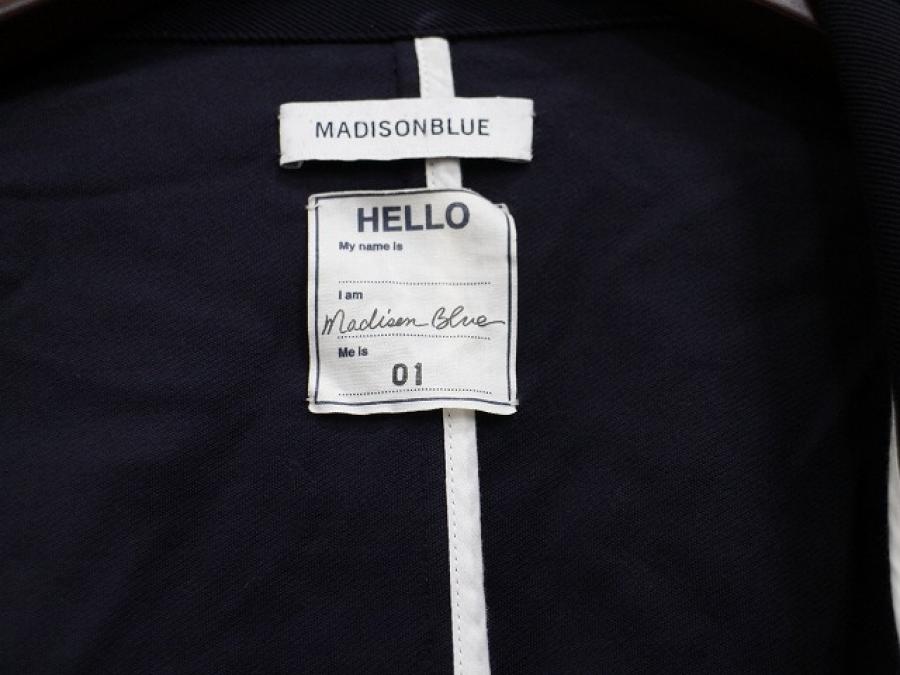 MADISONBLUE
HELLO
My name is
I am
Madison Blue
Me is
01